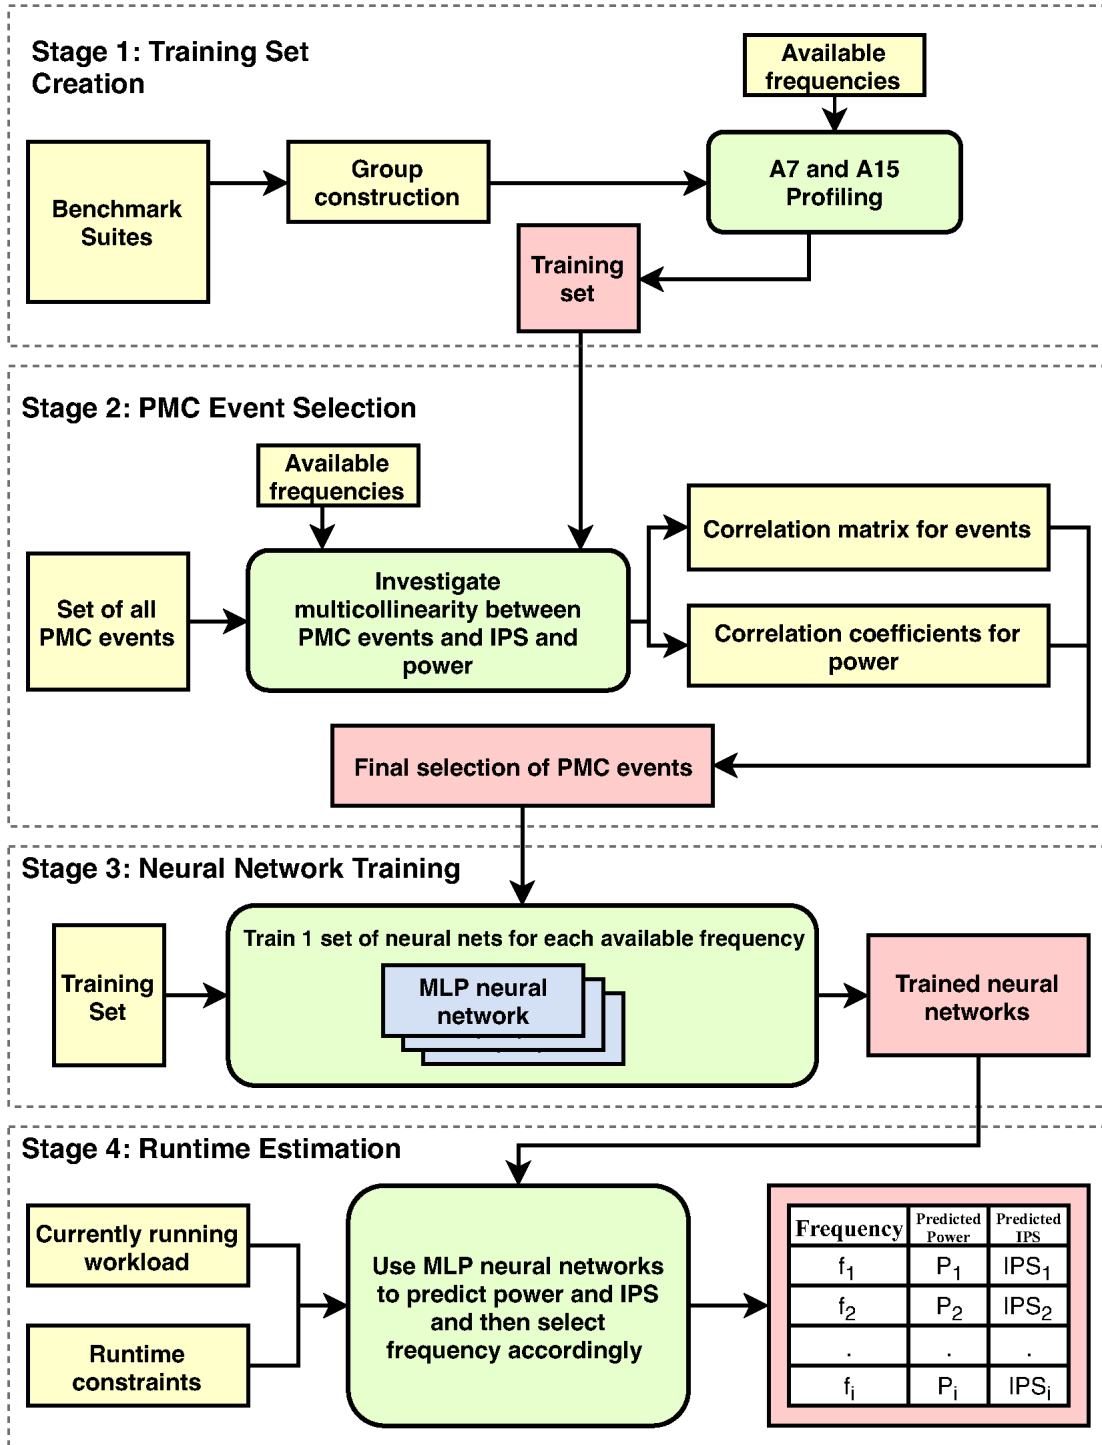 Stage 1: Training Set
Creation
Available
frequencies
Benchmark
Suites
Group
construction
A7 and A15
Profiling
Training
set
Stage 2: PMC Event Selection
Available
frequencies
Set of all
PMC events
Investigate
multicollinearity between
PMC events and IPS and
power
Correlation matrix for events
Correlation coefficients for
power
Final selection of PMC events
Stage 3: Neural Network Training
Training
Set
Train 1 set of neural nets for each available frequency
MLP neural
network
Trained neural
networks
Stage 4: Runtime Estimation
Currently running
workload
Runtime
constraints
Use MLP neural networks
to predict power and IPS
and then select
frequency accordingly
Frequency Predicted Power Predicted IPS
f1 P1 IPS1
f2 P2 IPS2
. . .
fi Pi IPSi